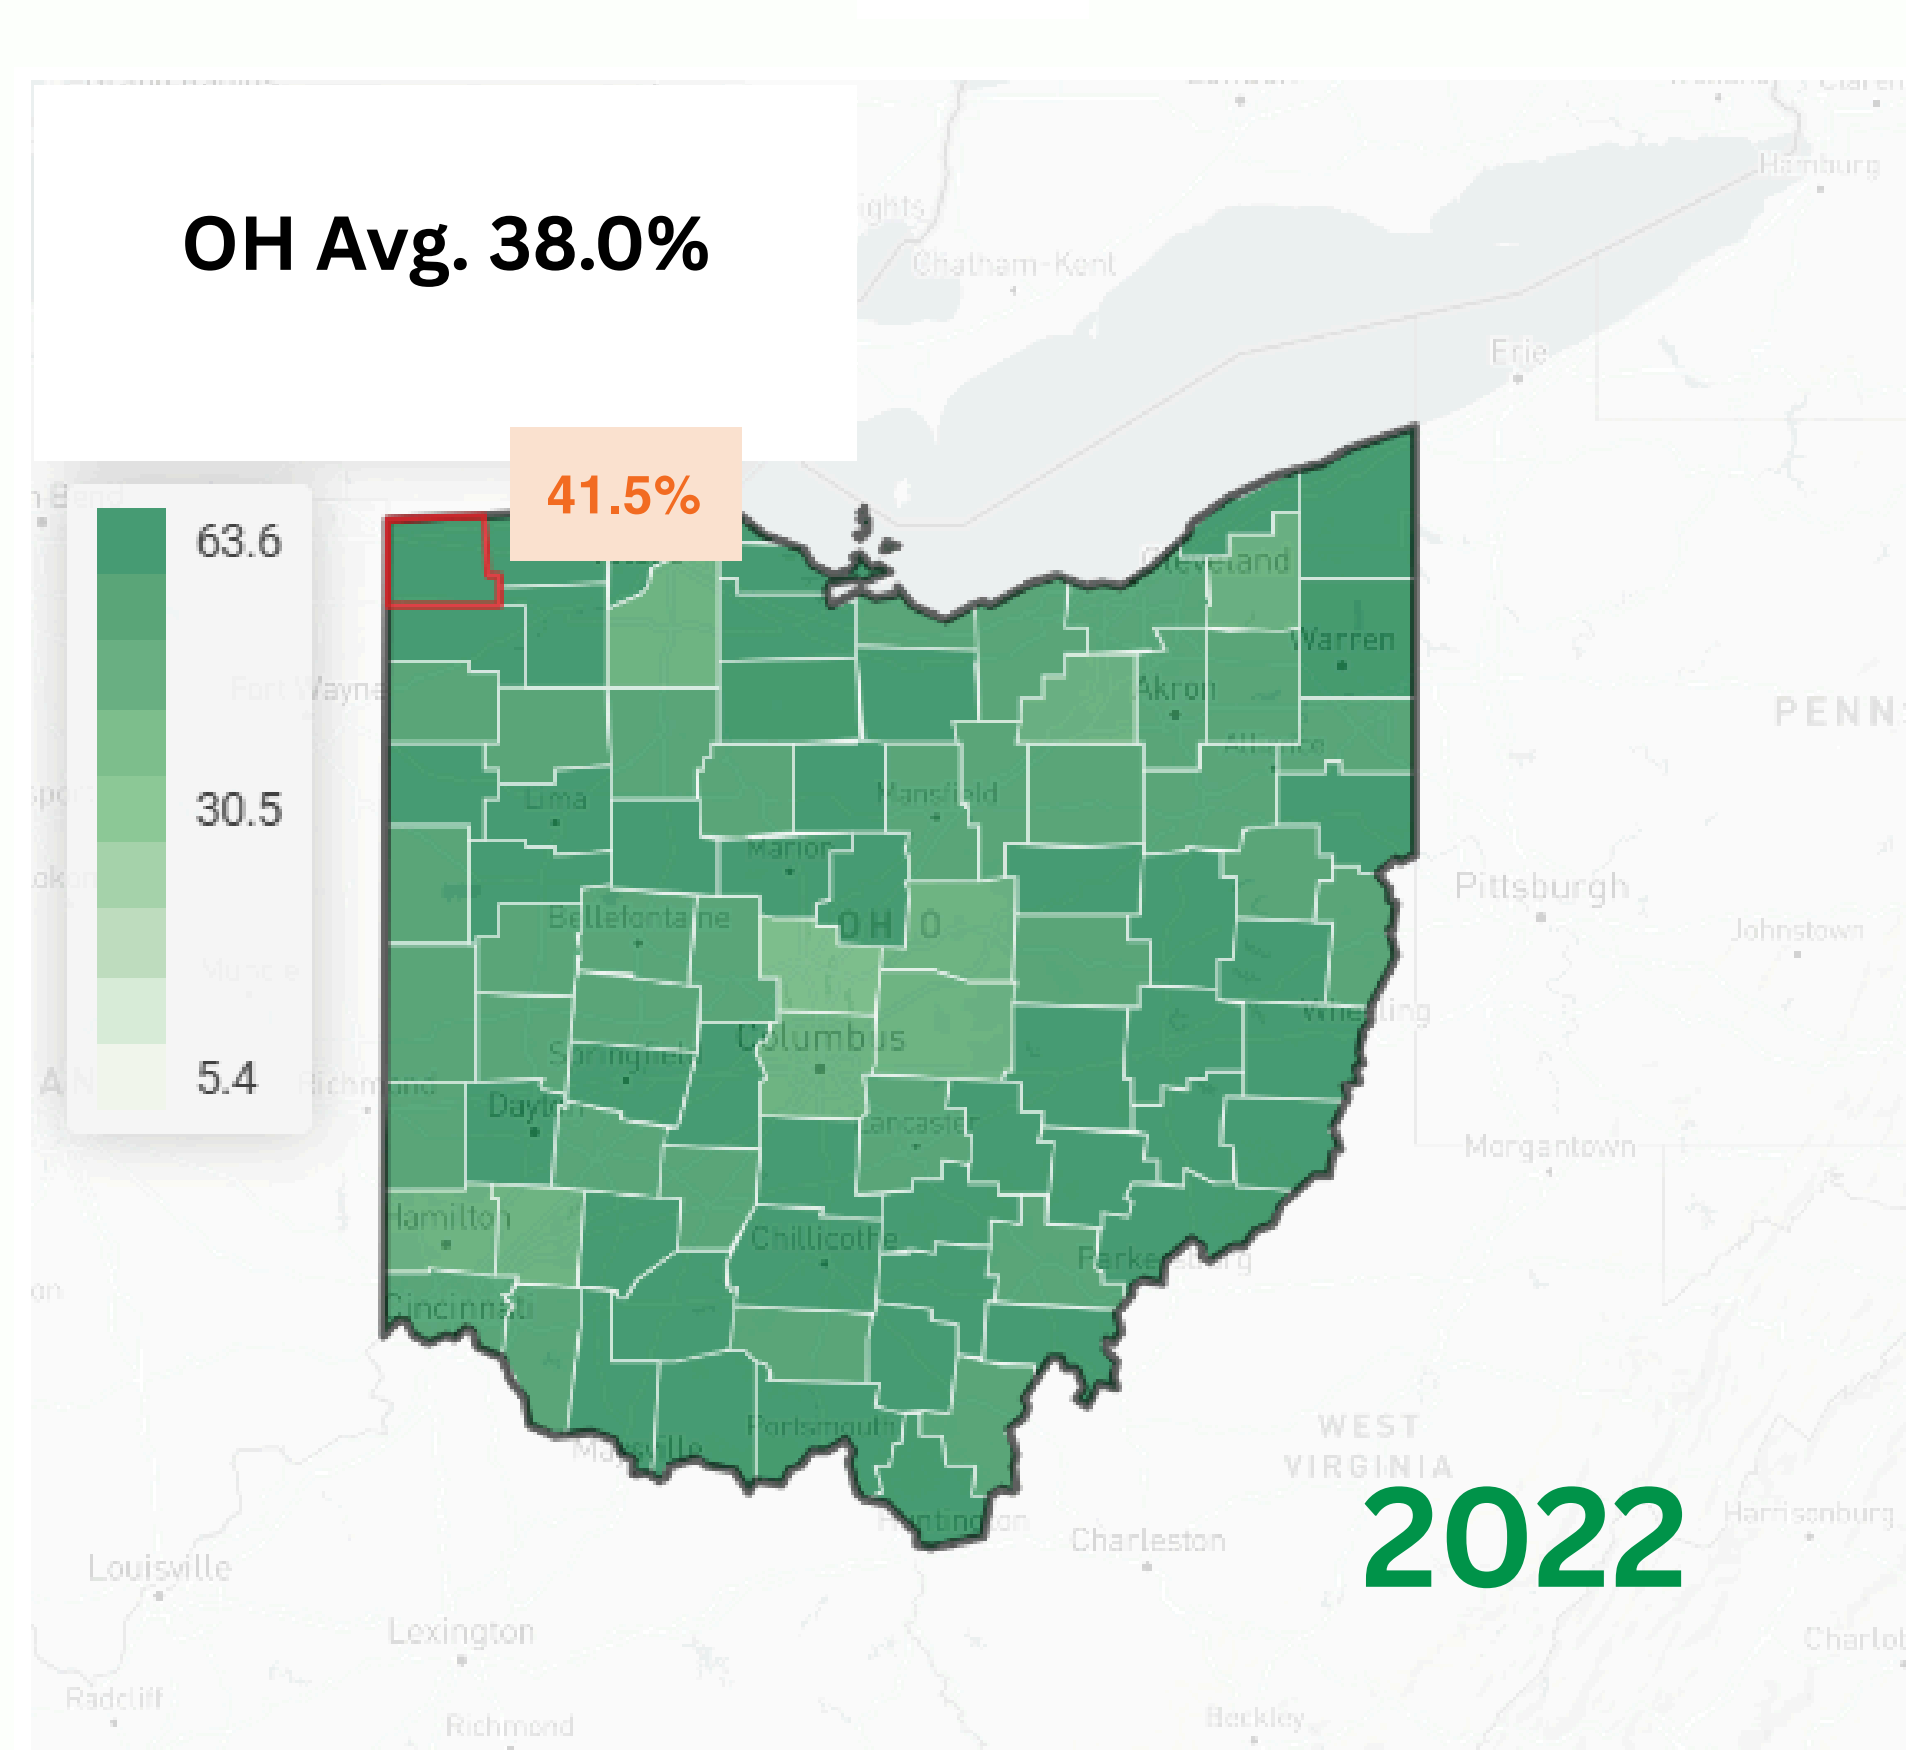 OH Avg. 38.0%
41.5%
63.6
30.5
5.4
Hamburg
Chatham-Kent
Erie
Cleveland
Warren
Fort Wayne
Akron
Alliance
PENN
Lima
Mansfield
Marion
Pittsburgh
Bellefontaine
OHIO
Johnstown
Muncie
Wheeling
Columbus
Springfield
Richmond
Dayton
Lancaster
Morgantown
Hamilton
Chillicothe
Parkersburg
Cincinnati
Portsmouth
Maysville
WEST
VIRGINIA
2022
Huntington
Charleston
Harrisonburg
Louisville
Lexington
Charlot
Radcliff
Richmond
Beckley